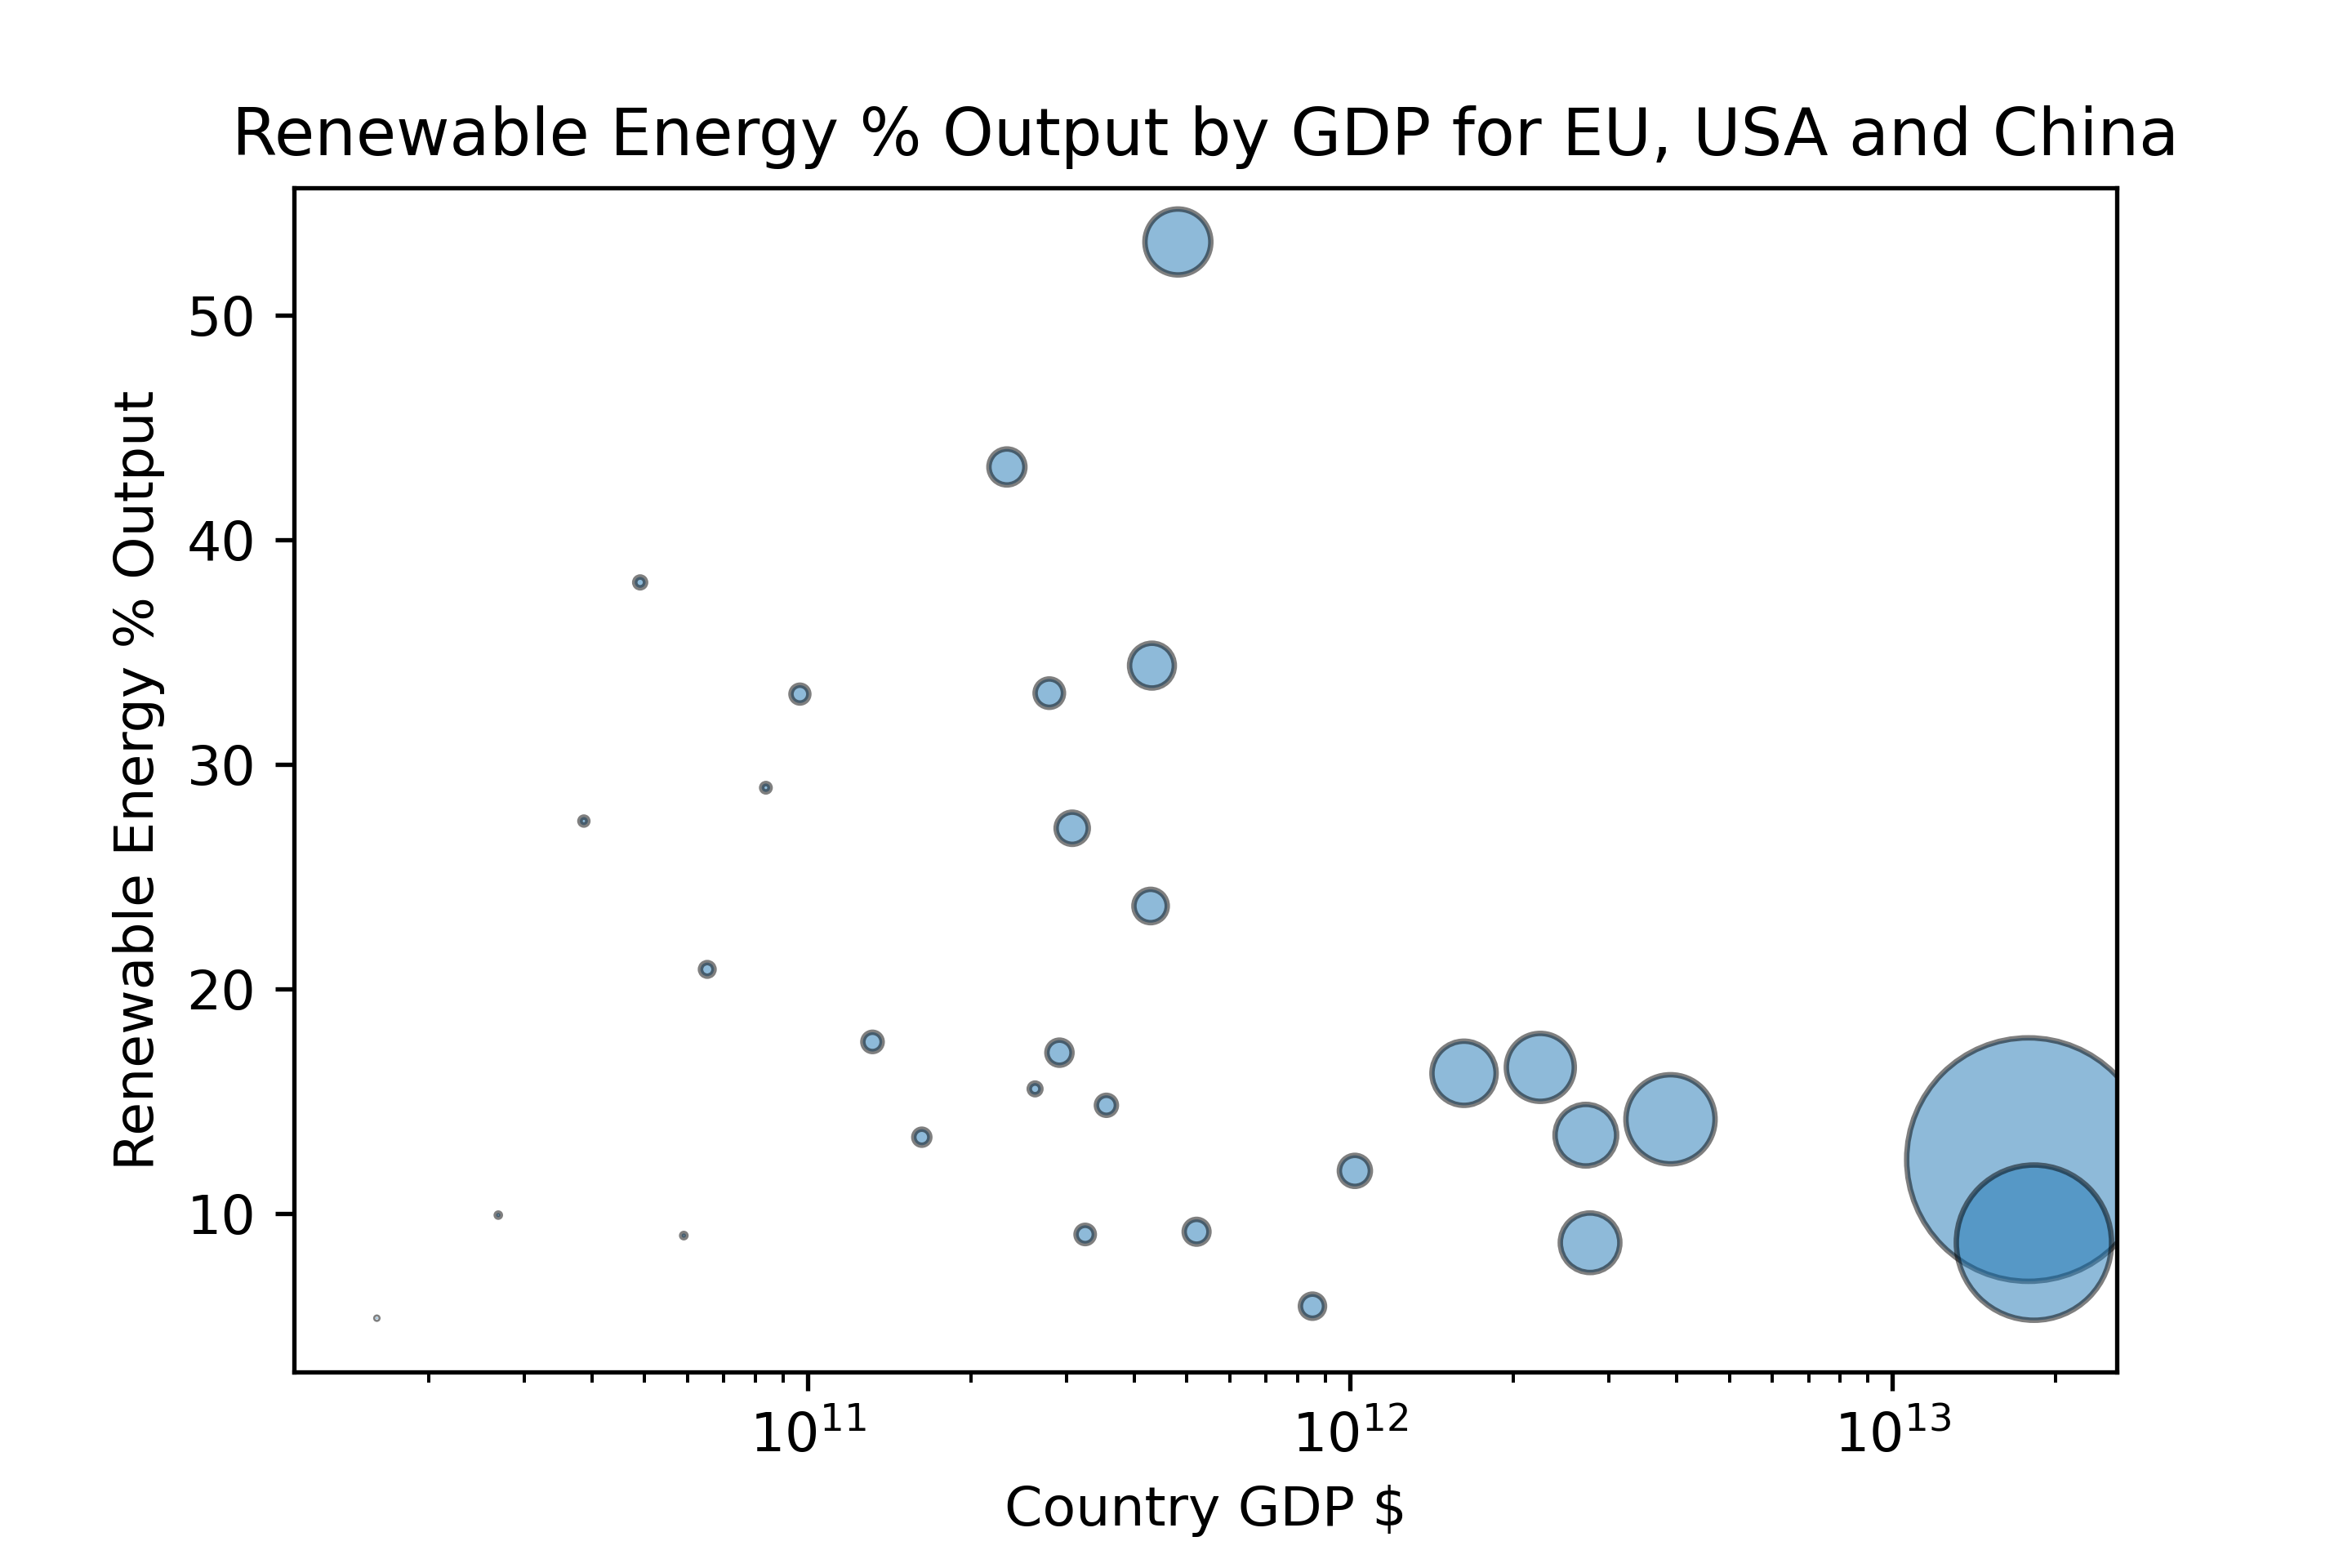 Renewable Energy % Output by GDP for EU, USA and China
Renewable Energy % Output
50
40
30
20
10
10¹¹ 10¹² 10¹³
Country GDP $